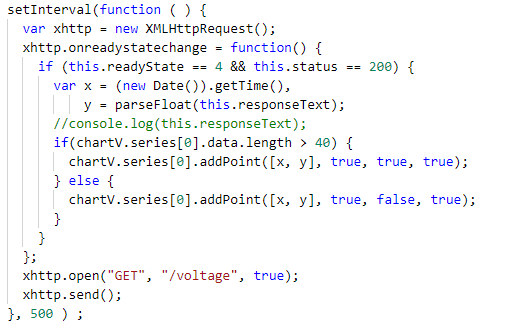 setInterval(function ( ) {
  var xhttp = new XMLHttpRequest();
  xhttp.onreadystatechange = function() {
    if (this.readyState == 4 && this.status == 200) {
      var x = (new Date()).getTime(),
          y = parseFloat(this.responseText);
      //console.log(this.responseText);
      if(chartV.series[0].data.length > 40) {
        chartV.series[0].addPoint([x, y], true, true, true);
      } else {
        chartV.series[0].addPoint([x, y], true, false, true);
      }
    }
  };
  xhttp.open("GET", "/voltage", true);
  xhttp.send();
}, 500 ) ;